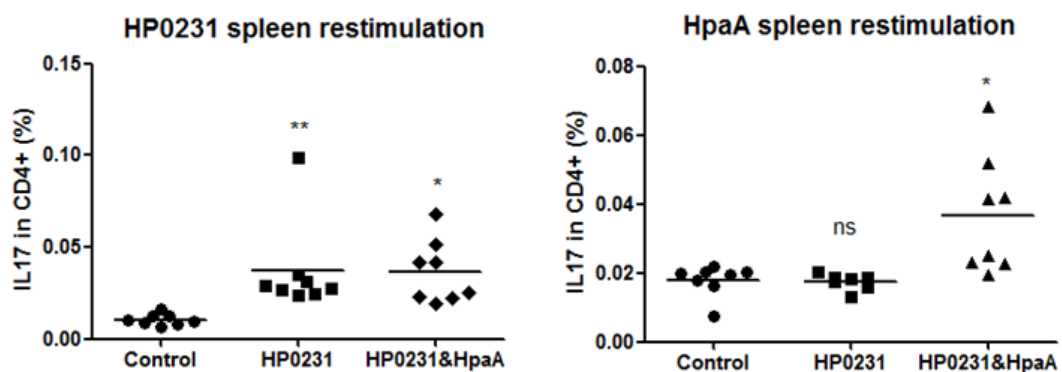 HP0231 spleen restimulation
IL17 in CD4+ (%)
0.15
0.10
0.05
0.00
**
*
Control
HP0231
HP0231&HpaA
HpaA spleen restimulation
IL17 in CD4+ (%)
0.08
0.06
0.04
0.02
0.00
ns
*
Control
HP0231
HP0231&HpaA